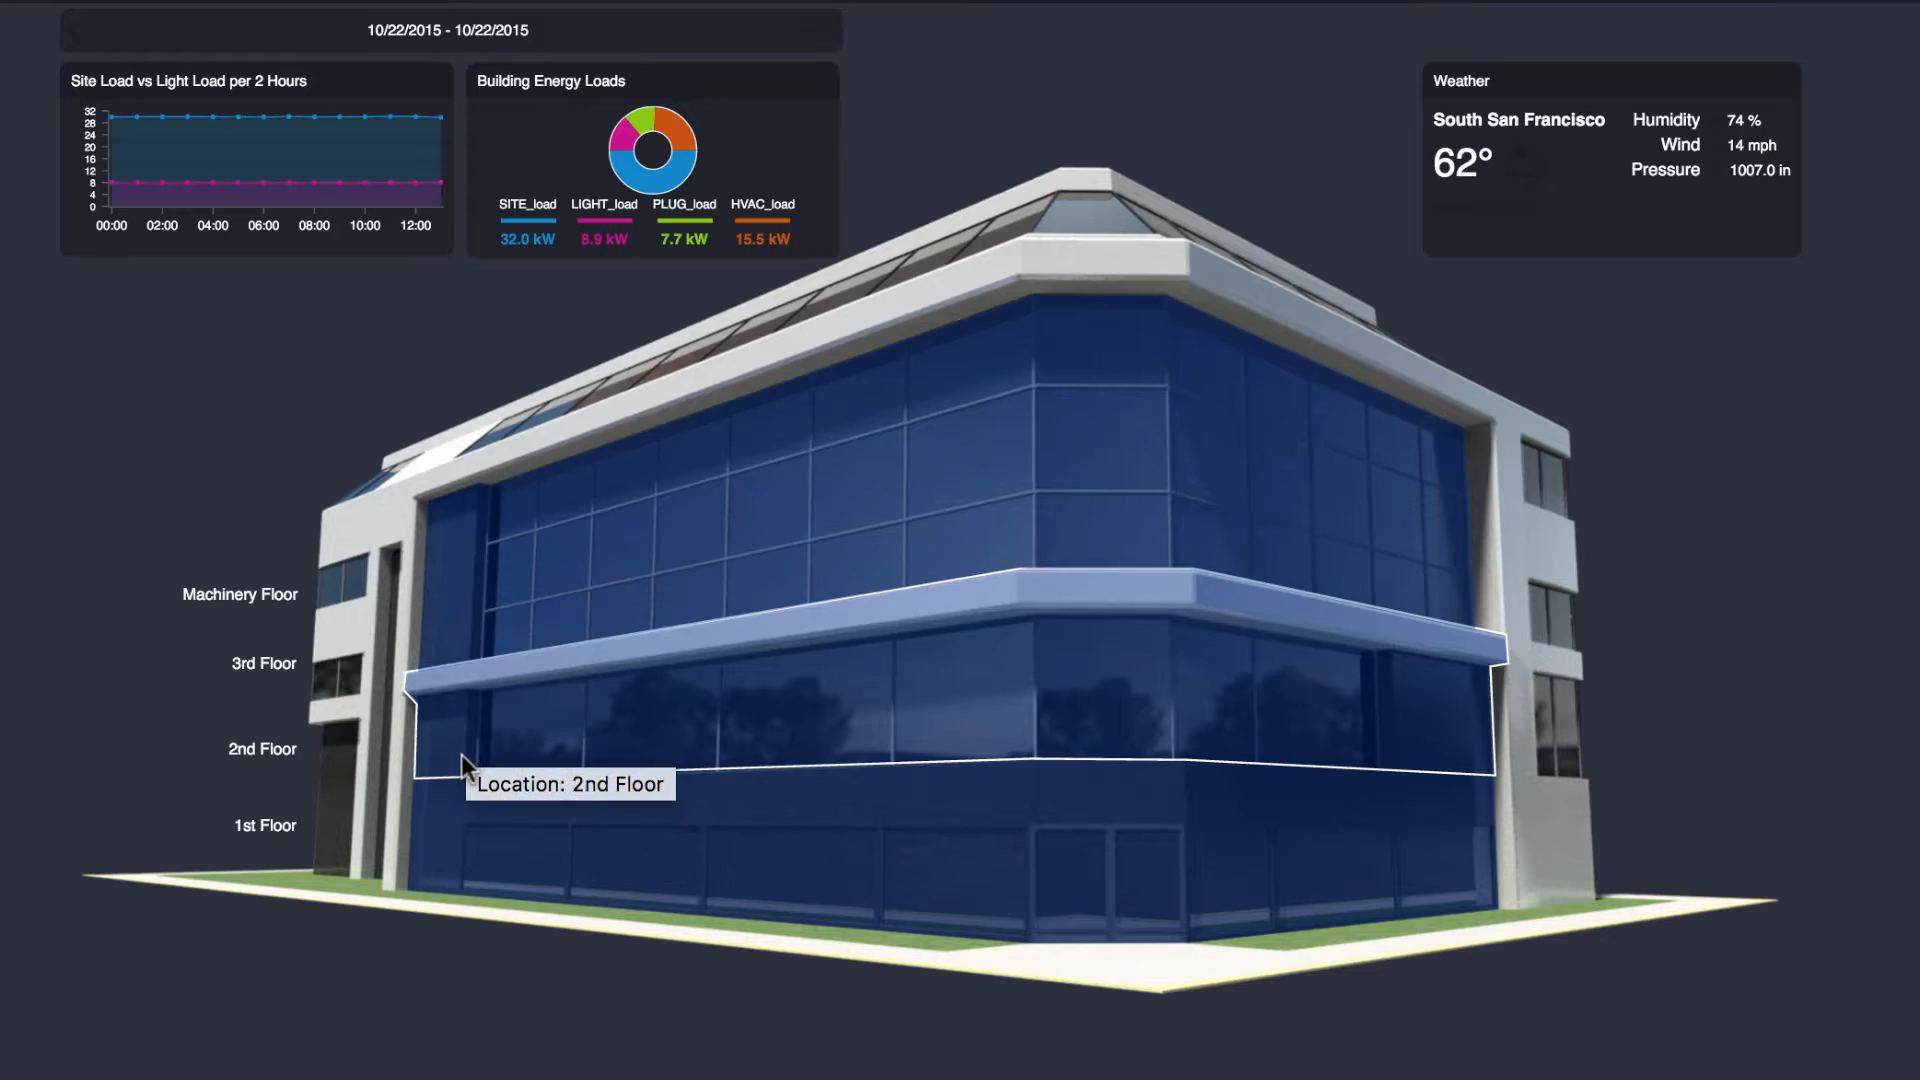 10/22/2015 - 10/22/2015
Site Load vs Light Load per 2 Hours
32
28
24
20
16
12
8
4
0
00:00 02:00 04:00 06:00 08:00 10:00 12:00
Building Energy Loads
SITE_load LIGHT_load PLUG_load HVAC_load
32.0 kW 8.9 kW 7.7 kW 15.5 kW
Weather
South San Francisco
62°
Humidity 74 %
Wind 14 mph
Pressure 1007.0 in
Machinery Floor
3rd Floor
2nd Floor
Location: 2nd Floor
1st Floor